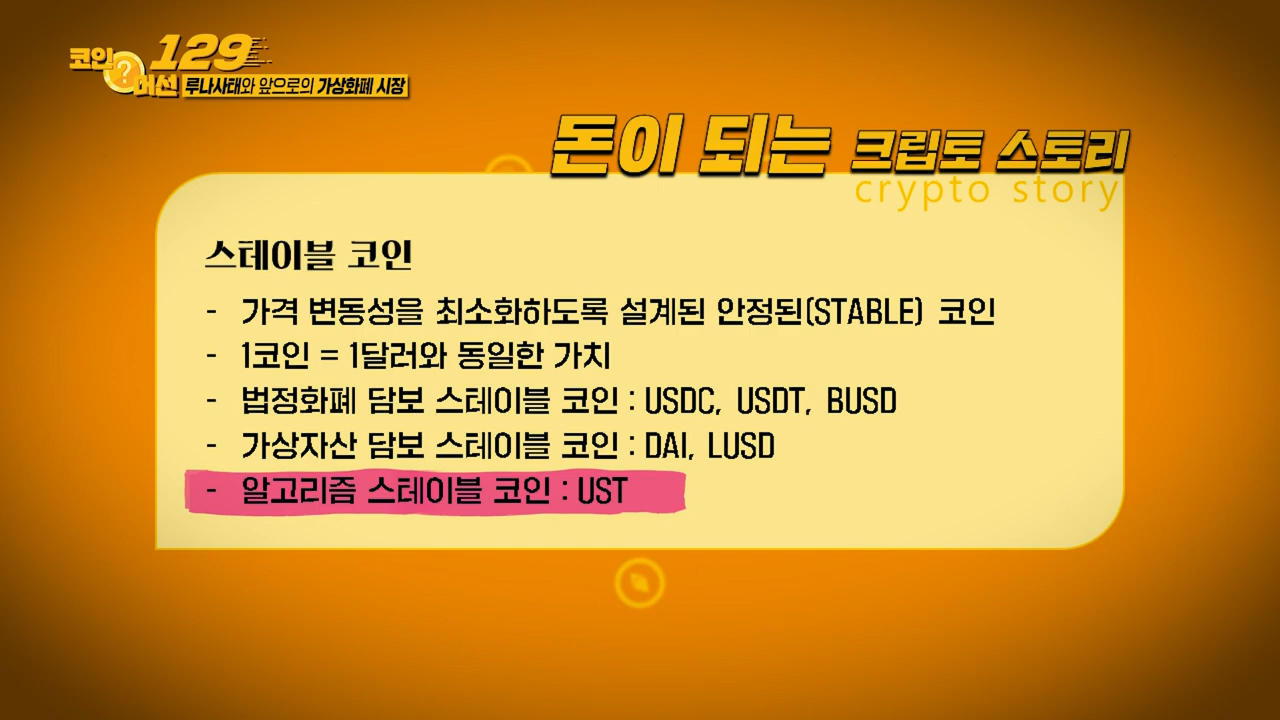 코인 129
? 머선
루나사태와 앞으로의 가상화폐 시장
돈이 되는 크립토 스토리
crypto story
스테이블 코인
- 가격 변동성을 최소화하도록 설계된 안정된(STABLE) 코인
- 1코인 = 1달러와 동일한 가치
- 법정화폐 담보 스테이블 코인 : USDC, USDT, BUSD
- 가상자산 담보 스테이블 코인 : DAI, LUSD
- 알고리즘 스테이블 코인 : UST